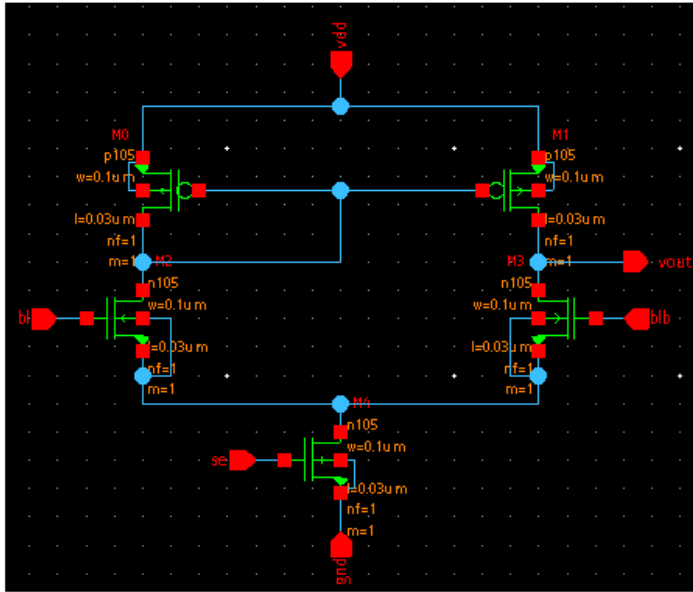 vdd
M0
M1
p105
p105
w=0.1um
w=0.1um
l=0.03um
l=0.03um
nf=1
nf=1
m=1
m=1
M2
M3
vout
n105
n105
w=0.1um
w=0.1um
bl
blb
l=0.03um
l=0.03um
nf=1
nf=1
m=1
m=1
M4
n105
w=0.1um
se
l=0.03um
nf=1
m=1
gnd